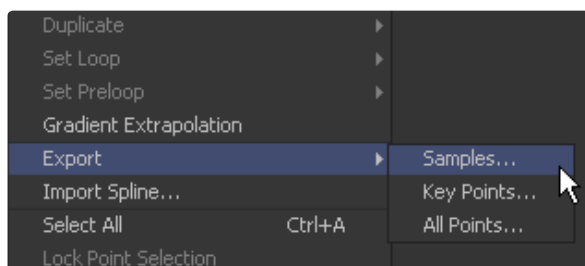 Duplicate
Set Loop
Set Preloop
Gradient Extrapolation
Export
Samples...
Import Spline...
Key Points...
Select All Ctrl+A
All Points...
Lock Point Selection